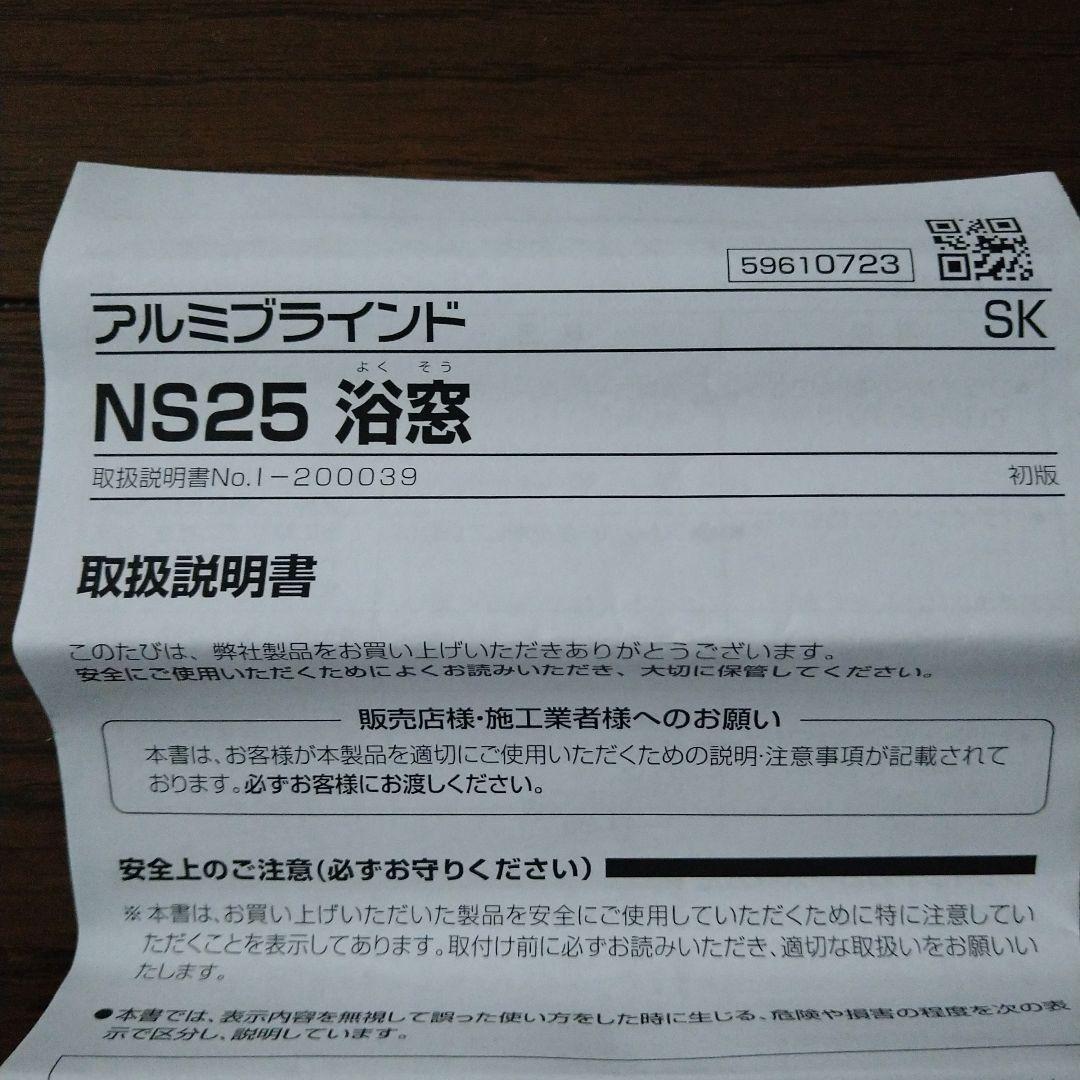 59610723
アルミブラインド SK
よくそう
NS25 浴窓
取扱説明書No.I-200039 初版
取扱説明書
このたびは、弊社製品をお買い上げいただきありがとうございます。
安全にご使用いただくためによくお読みいただき、大切に保管してください。
販売店様・施工業者様へのお願い
本書は、お客様が本製品を適切にご使用いただくための説明・注意事項が記載されて
おります。必ずお客様にお渡しください。
安全上のご注意(必ずお守りください)
※本書は、お買い上げいただいた製品を安全にご使用していただくために特に注意してい
ただくことを表示してあります。取付け前に必ずお読みいただき、適切な取扱いをお願いい
たします。
●本書では、表示内容を無視して誤った使い方をした時に生じる、危険や損害の程度を次の表
示で区分し、説明しています。